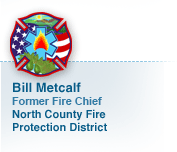 Bill Metcalf
Former Fire Chief
North County Fire
Protection District